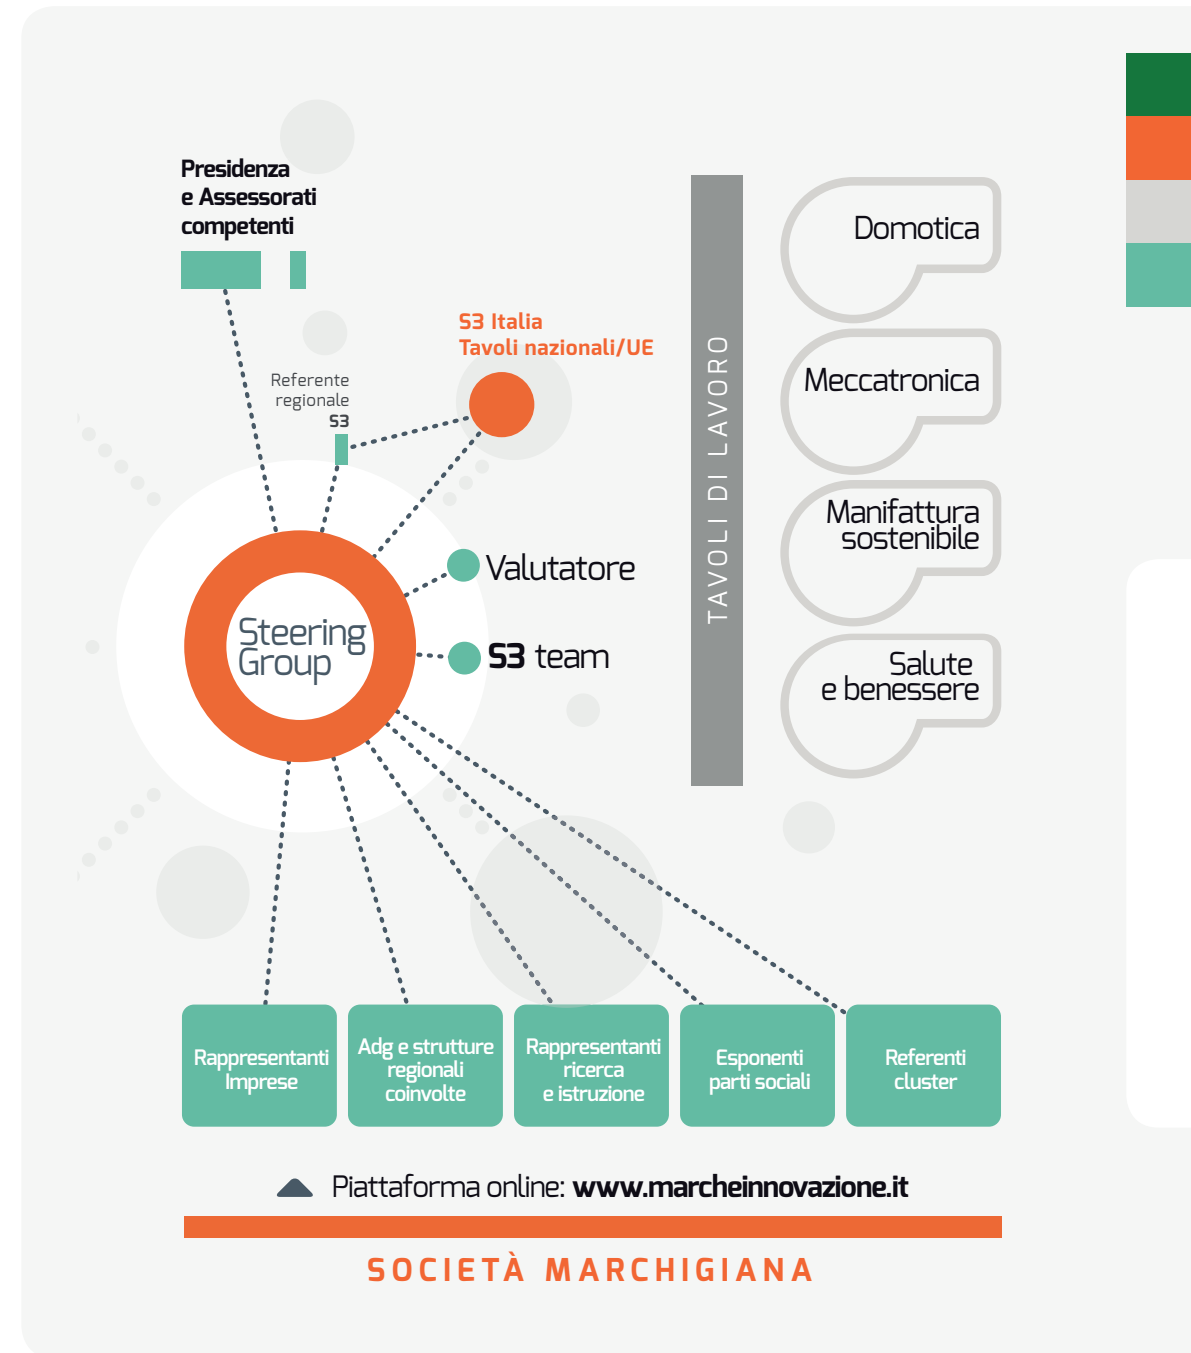 Presidenza
e Assessorati
competenti
S3 Italia
Tavoli nazionali/UE
Referente
regionale
S3
Steering
Group
Valutatore
S3 team
TAVOLI DI LAVORO
Domotica
Meccatronica
Manifattura
sostenibile
Salute
e benessere
Rappresentanti
Imprese
Adg e strutture
regionali
coinvolte
Rappresentanti
ricerca
e istruzione
Esponenti
parti sociali
Referenti
cluster
Piattaforma online: www.marcheinnovazione.it
SOCIETÀ MARCHIGIANA